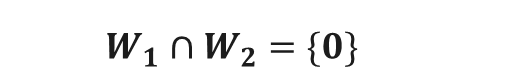 W₁ ∩ W₂ = {0}